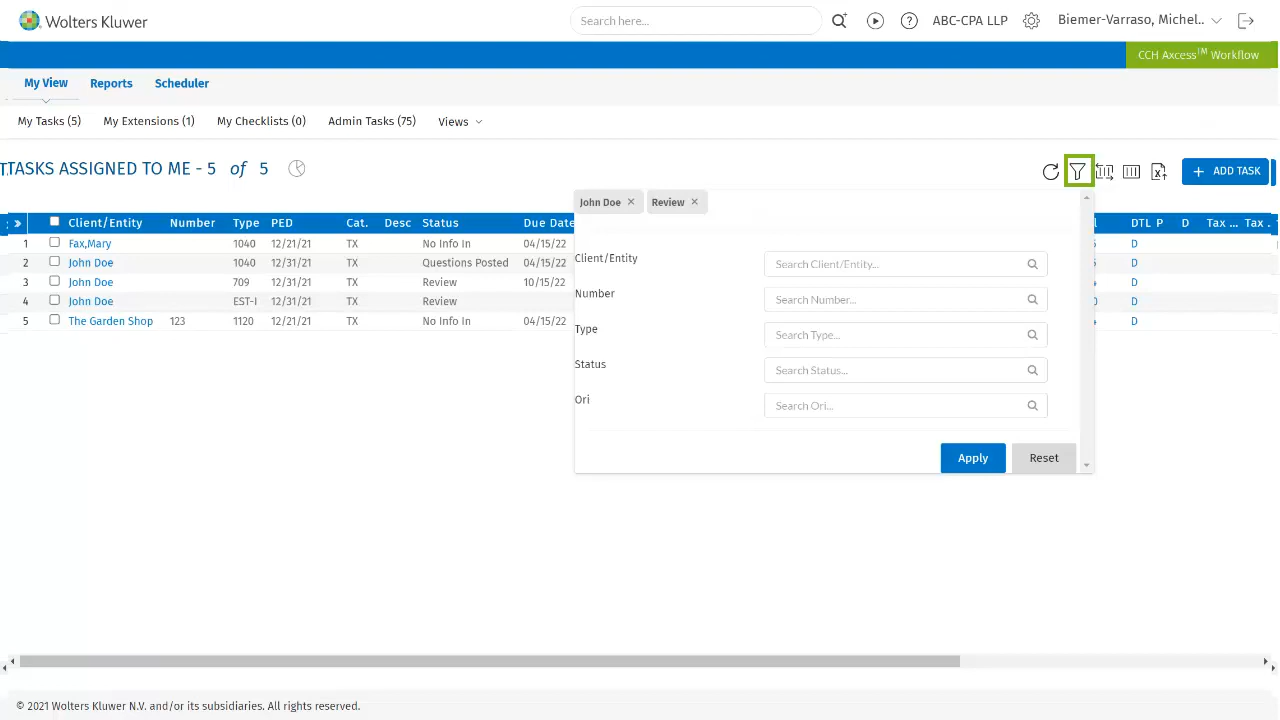 Wolters Kluwer
Search here...
ABC-CPA LLP
Biemer-Varraso, Michel..
CCH Axcess™ Workflow
My View
Reports
Scheduler
My Tasks (5)
My Extensions (1)
My Checklists (0)
Admin Tasks (75)
Views
TASKS ASSIGNED TO ME - 5 of 5
+ ADD TASK
John Doe ✕
Review ✕
Client/Entity Number Type PED Cat. Desc Status Due Date DTL P D Tax ... Tax .
1 Fax,Mary 1040 12/21/21 TX No Info In 04/15/22 D
2 John Doe 1040 12/31/21 TX Questions Posted 04/15/22 D
3 John Doe 709 12/31/21 TX Review 10/15/22 D
4 John Doe EST-I 12/31/21 TX Review 04/15/22 D
5 The Garden Shop 123 1120 12/21/21 TX No Info In 04/15/22 D
Client/Entity Search Client/Entity...
Number Search Number...
Type Search Type...
Status Search Status...
Ori Search Ori...
Apply
Reset
© 2021 Wolters Kluwer N.V. and/or its subsidiaries. All rights reserved.